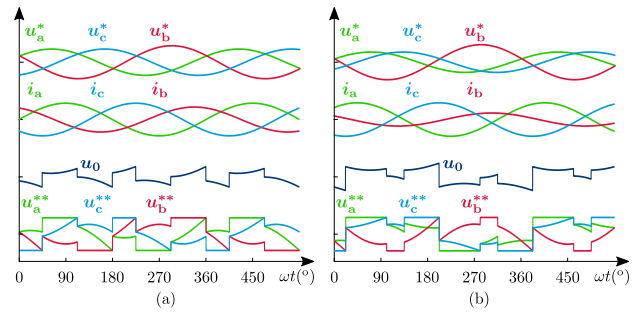 u*a u*c u*b
ia ic ib
u0
u**a u**c u**b
0 90 180 270 360 450 ωt(°)
(a)
u*a u*c u*b
ia ic ib
u0
u**a u**c u**b
0 90 180 270 360 450 ωt(°)
(b)